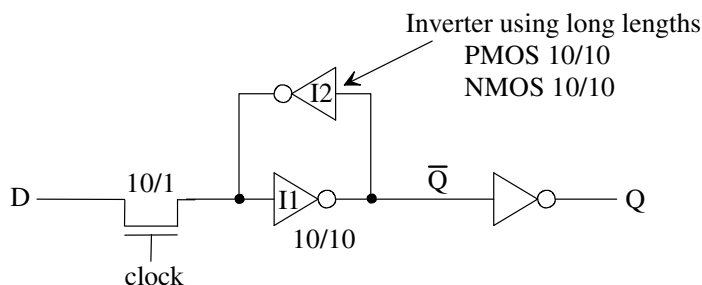 Inverter using long lengths
PMOS 10/10
NMOS 10/10
I2
10/1
D
I1
Q
Q
10/10
clock